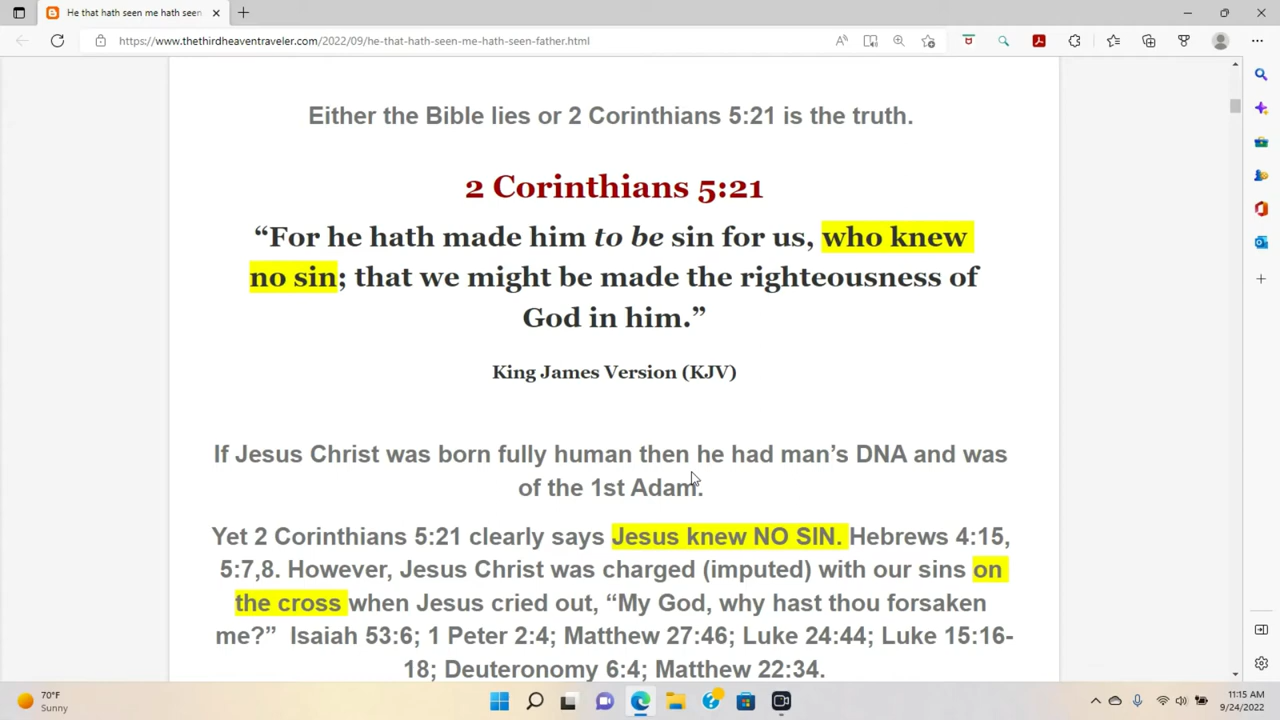 He that hath seen me hath seen
https://www.thethirdheaventraveler.com/2022/09/he-that-hath-seen-me-hath-seen-father.html
Either the Bible lies or 2 Corinthians 5:21 is the truth.
2 Corinthians 5:21
“For he hath made him to be sin for us, who knew
no sin; that we might be made the righteousness of
God in him.”
King James Version (KJV)
If Jesus Christ was born fully human then he had man’s DNA and was
of the 1st Adam.
Yet 2 Corinthians 5:21 clearly says Jesus knew NO SIN. Hebrews 4:15,
5:7,8. However, Jesus Christ was charged (imputed) with our sins on
the cross when Jesus cried out, “My God, why hast thou forsaken
me?” Isaiah 53:6; 1 Peter 2:4; Matthew 27:46; Luke 24:44; Luke 15:16-
18; Deuteronomy 6:4; Matthew 22:34.
70°F
Sunny
11:15 AM
9/24/2022